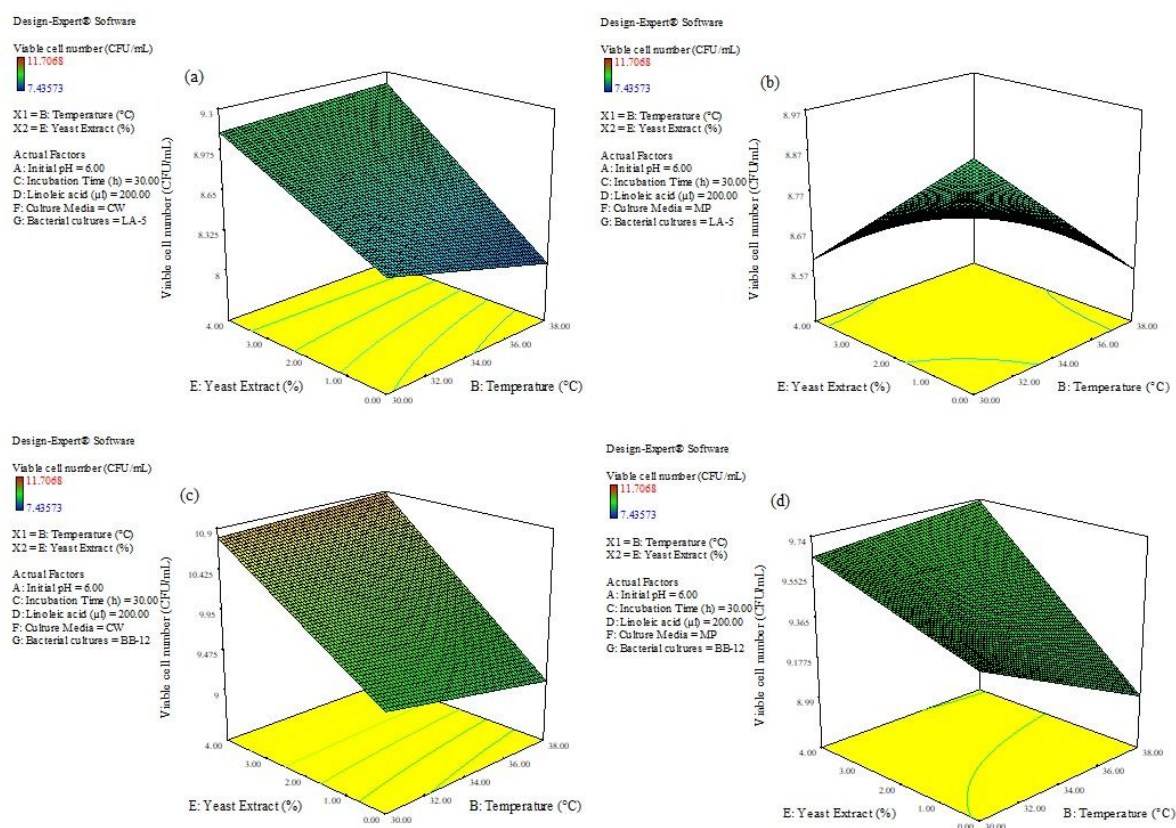 Design-Expert® Software
Viable cell number (CFU/mL)
11.7068
7.43573
X1 = B: Temperature (°C)
X2 = E: Yeast Extract (%)
Actual Factors
A: Initial pH = 6.00
C: Incubation Time (h) = 30.00
D: Linoleic acid (µl) = 200.00
F: Culture Media = CW
G: Bacterial cultures = LA-5
(a)
9.3
8.975
8.65
8.325
8
Viable cell number (CFU/mL)
4.00
3.00
2.00
1.00
0.00
30.00
32.00
34.00
36.00
38.00
E: Yeast Extract (%)
B: Temperature (°C)
Design-Expert® Software
Viable cell number (CFU/mL)
11.7068
7.43573
X1 = B: Temperature (°C)
X2 = E: Yeast Extract (%)
Actual Factors
A: Initial pH = 6.00
C: Incubation Time (h) = 30.00
D: Linoleic acid (µl) = 200.00
F: Culture Media = MP
G: Bacterial cultures = LA-5
(b)
8.97
8.87
8.77
8.67
8.57
Viable cell number (CFU/mL)
4.00
3.00
2.00
1.00
0.00
30.00
32.00
34.00
36.00
38.00
E: Yeast Extract (%)
B: Temperature (°C)
Design-Expert® Software
Viable cell number (CFU/mL)
11.7068
7.43573
X1 = B: Temperature (°C)
X2 = E: Yeast Extract (%)
Actual Factors
A: Initial pH = 6.00
C: Incubation Time (h) = 30.00
D: Linoleic acid (µl) = 200.00
F: Culture Media = CW
G: Bacterial cultures = BB-12
(c)
10.9
10.425
9.95
9.475
9
Viable cell number (CFU/mL)
4.00
3.00
2.00
1.00
0.00
30.00
32.00
34.00
36.00
38.00
E: Yeast Extract (%)
B: Temperature (°C)
Design-Expert® Software
Viable cell number (CFU/mL)
11.7068
7.43573
X1 = B: Temperature (°C)
X2 = E: Yeast Extract (%)
Actual Factors
A: Initial pH = 6.00
C: Incubation Time (h) = 30.00
D: Linoleic acid (µl) = 200.00
F: Culture Media = MP
G: Bacterial cultures = BB-12
(d)
9.74
9.5525
9.365
9.1775
8.99
Viable cell number (CFU/mL)
4.00
3.00
2.00
1.00
0.00
30.00
32.00
34.00
36.00
38.00
E: Yeast Extract (%)
B: Temperature (°C)